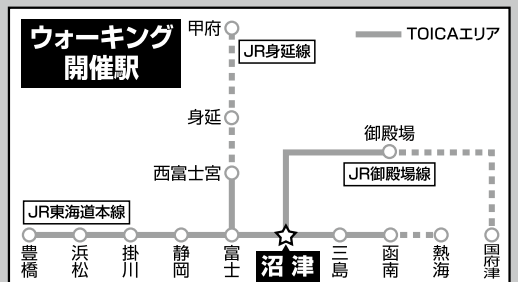 ウォーキング
開催駅
甲府
TOICAエリア
JR身延線
身延
御殿場
西富士宮
JR御殿場線
JR東海道本線
豊橋
浜松
掛川
静岡
富士
沼津
三島
函南
熱海
国府津